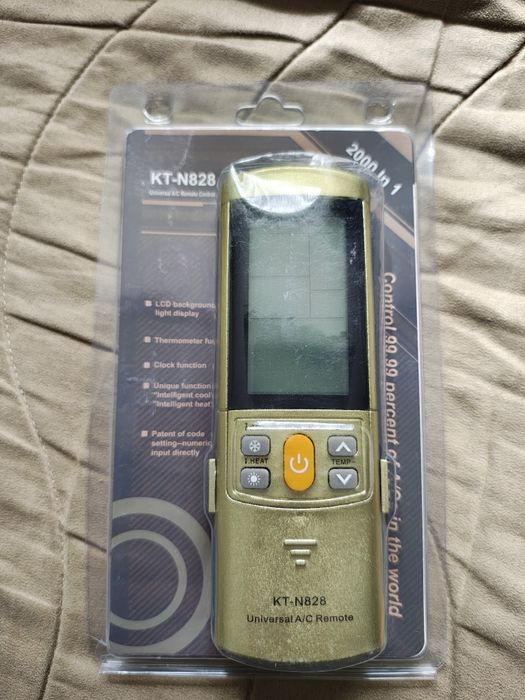 KT-N828
Universal A/C Remote Control
2000 in 1
LCD background
light display
Thermometer fu
Clock function
Unique function
"Intelligent cool
"Intelligent heat
Patent of code
setting-numeric
input directly
Control 99.99 percent of A/Cs in the world
HEAT
TEMP
KT-N828
Universal A/C Remote